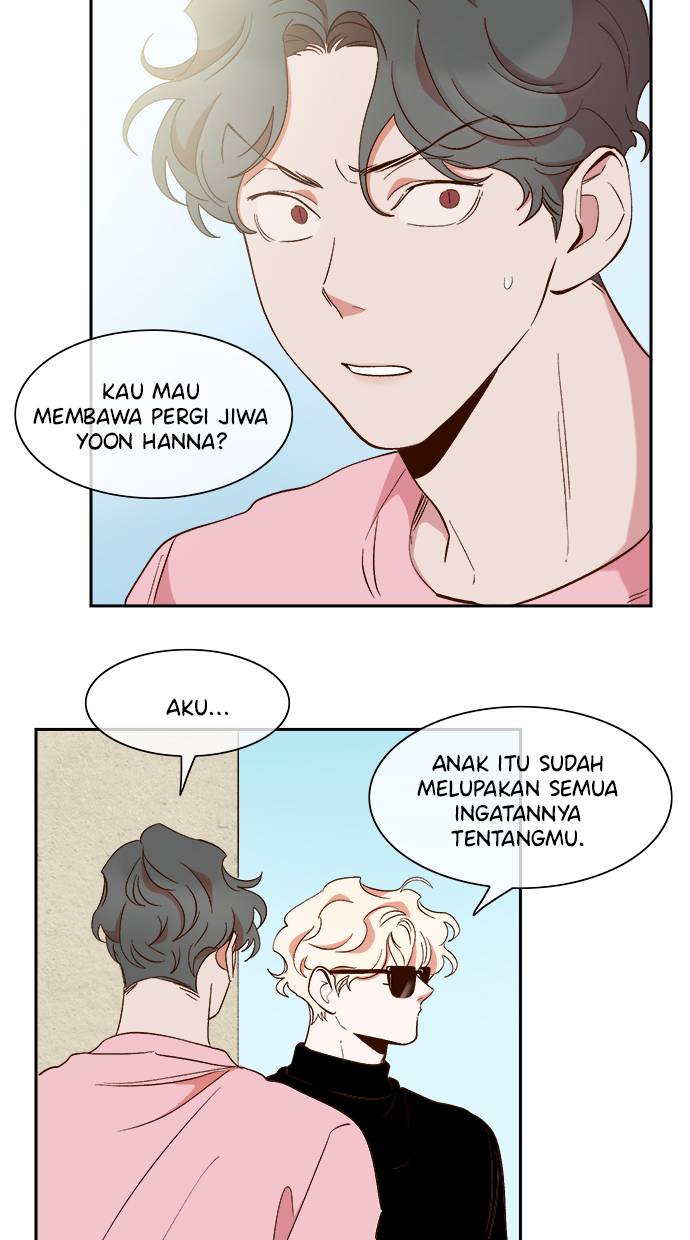 KAU MAU
MEMBAWA PERGI JIWA
YOON HANNA?
AKU...
ANAK ITU SUDAH
MELUPAKAN SEMUA
INGATANNYA
TENTANGMU.